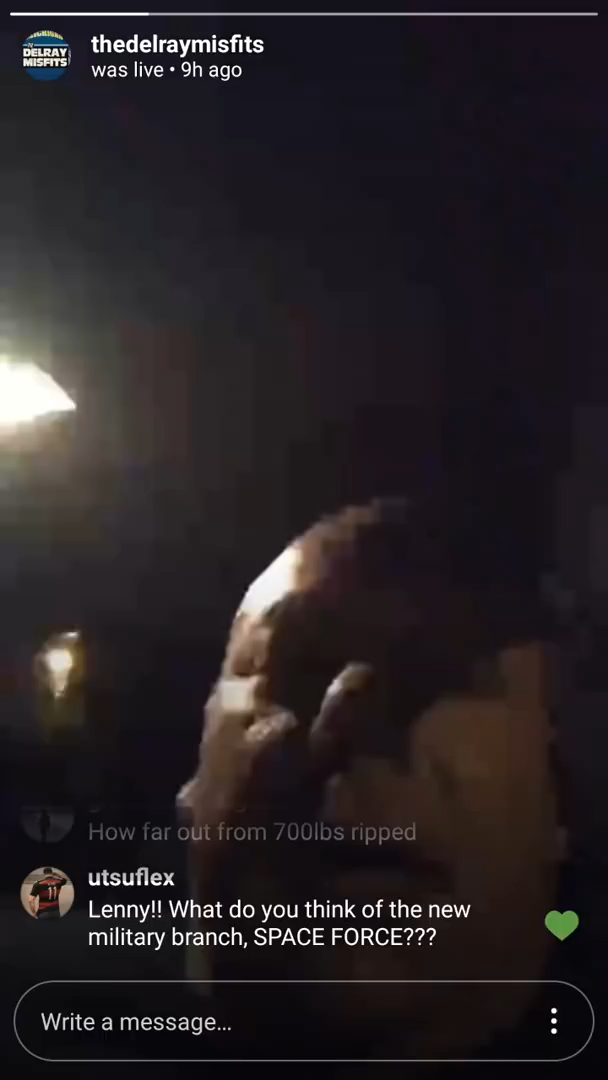 DELRAY
MISFITS
thedelraymisfits
was live • 9h ago
How far out from 700lbs ripped
utsuflex
Lenny!! What do you think of the new
military branch, SPACE FORCE???
11
Write a message...